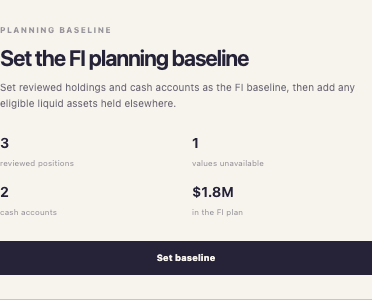 PLANNING BASELINE
Set the FI planning baseline
Set reviewed holdings and cash accounts as the FI baseline, then add any
eligible liquid assets held elsewhere.
3
reviewed positions
1
values unavailable
2
cash accounts
$1.8M
in the FI plan
Set baseline